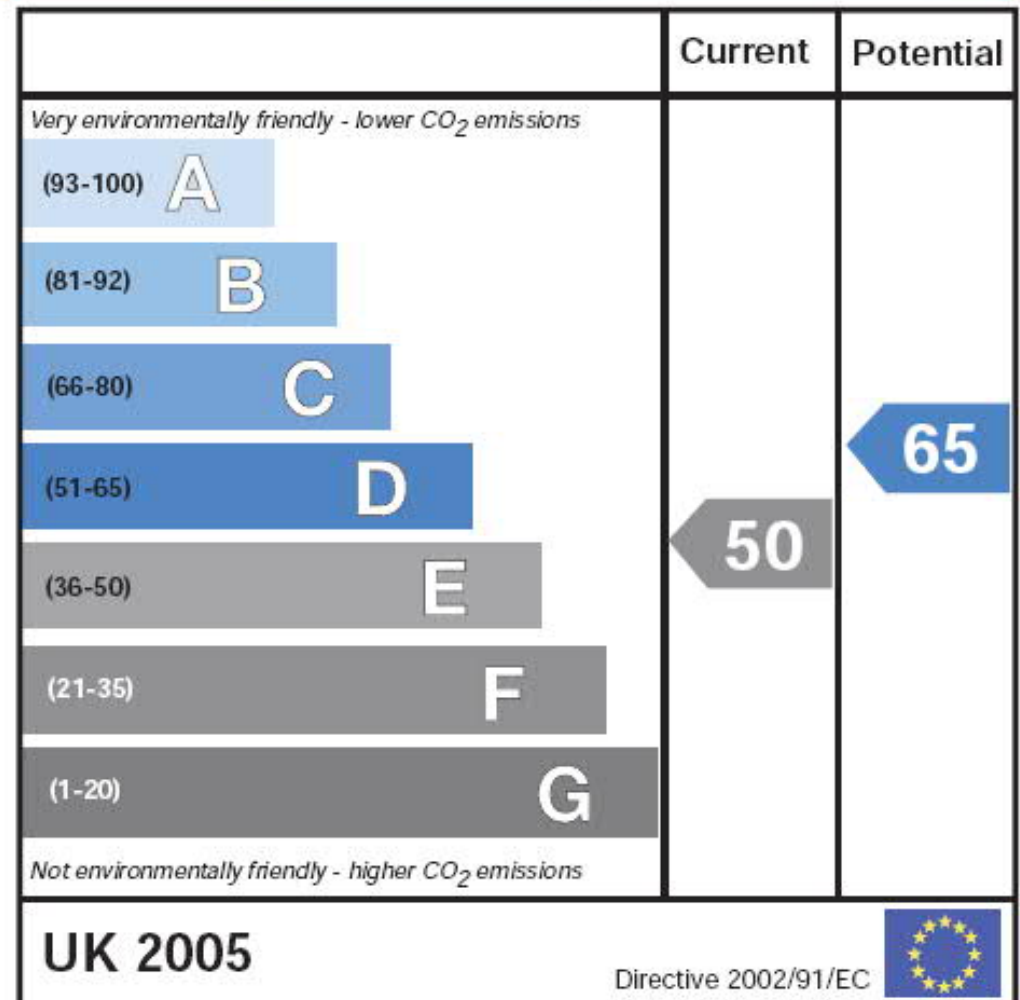 Current Potential
Very environmentally friendly - lower CO2 emissions
(93-100) A
(81-92) B
(66-80) C
65
(51-65) D
50
(36-50) E
(21-35) F
(1-20) G
Not environmentally friendly - higher CO2 emissions
UK 2005
Directive 2002/91/EC